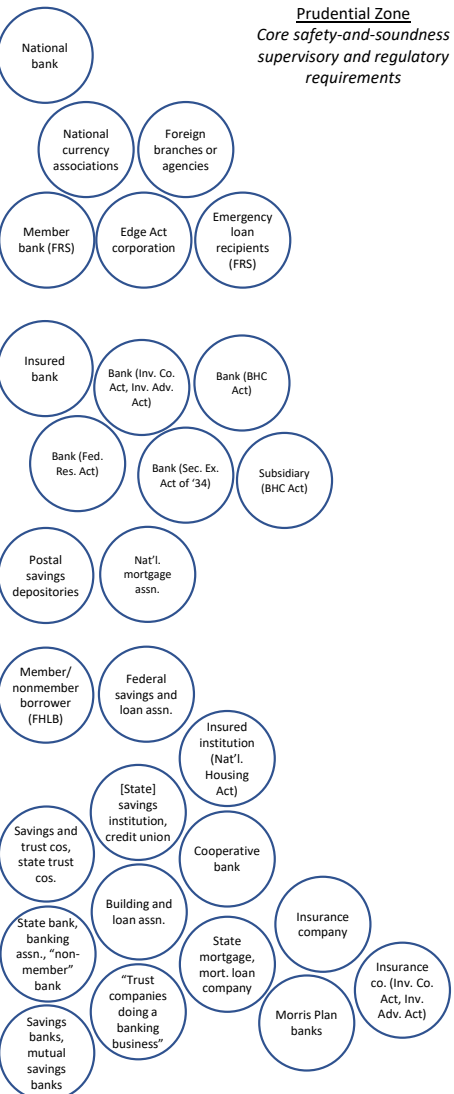 Prudential Zone
Core safety-and-soundness
supervisory and regulatory
requirements
National
bank
National
currency
associations
Foreign
branches or
agencies
Member
bank (FRS)
Edge Act
corporation
Emergency
loan
recipients
(FRS)
Insured
bank
Bank (Inv. Co.
Act, Inv. Adv.
Act)
Bank (BHC
Act)
Bank (Fed.
Res. Act)
Bank (Sec. Ex.
Act of ‘34)
Subsidiary
(BHC Act)
Postal
savings
depositories
Nat’l.
mortgage
assn.
Member/
nonmember
borrower
(FHLB)
Federal
savings and
loan assn.
Insured
institution
(Nat’l.
Housing
Act)
[State]
savings
institution,
credit union
Savings and
trust cos,
state trust
cos.
Cooperative
bank
Building and
loan assn.
State bank,
banking
assn., “non-
member”
bank
State
mortgage,
mort. loan
company
Insurance
company
Insurance
co. (Inv. Co.
Act, Inv.
Adv. Act)
“Trust
companies
doing a
banking
business”
Morris Plan
banks
Savings
banks,
mutual
savings
banks